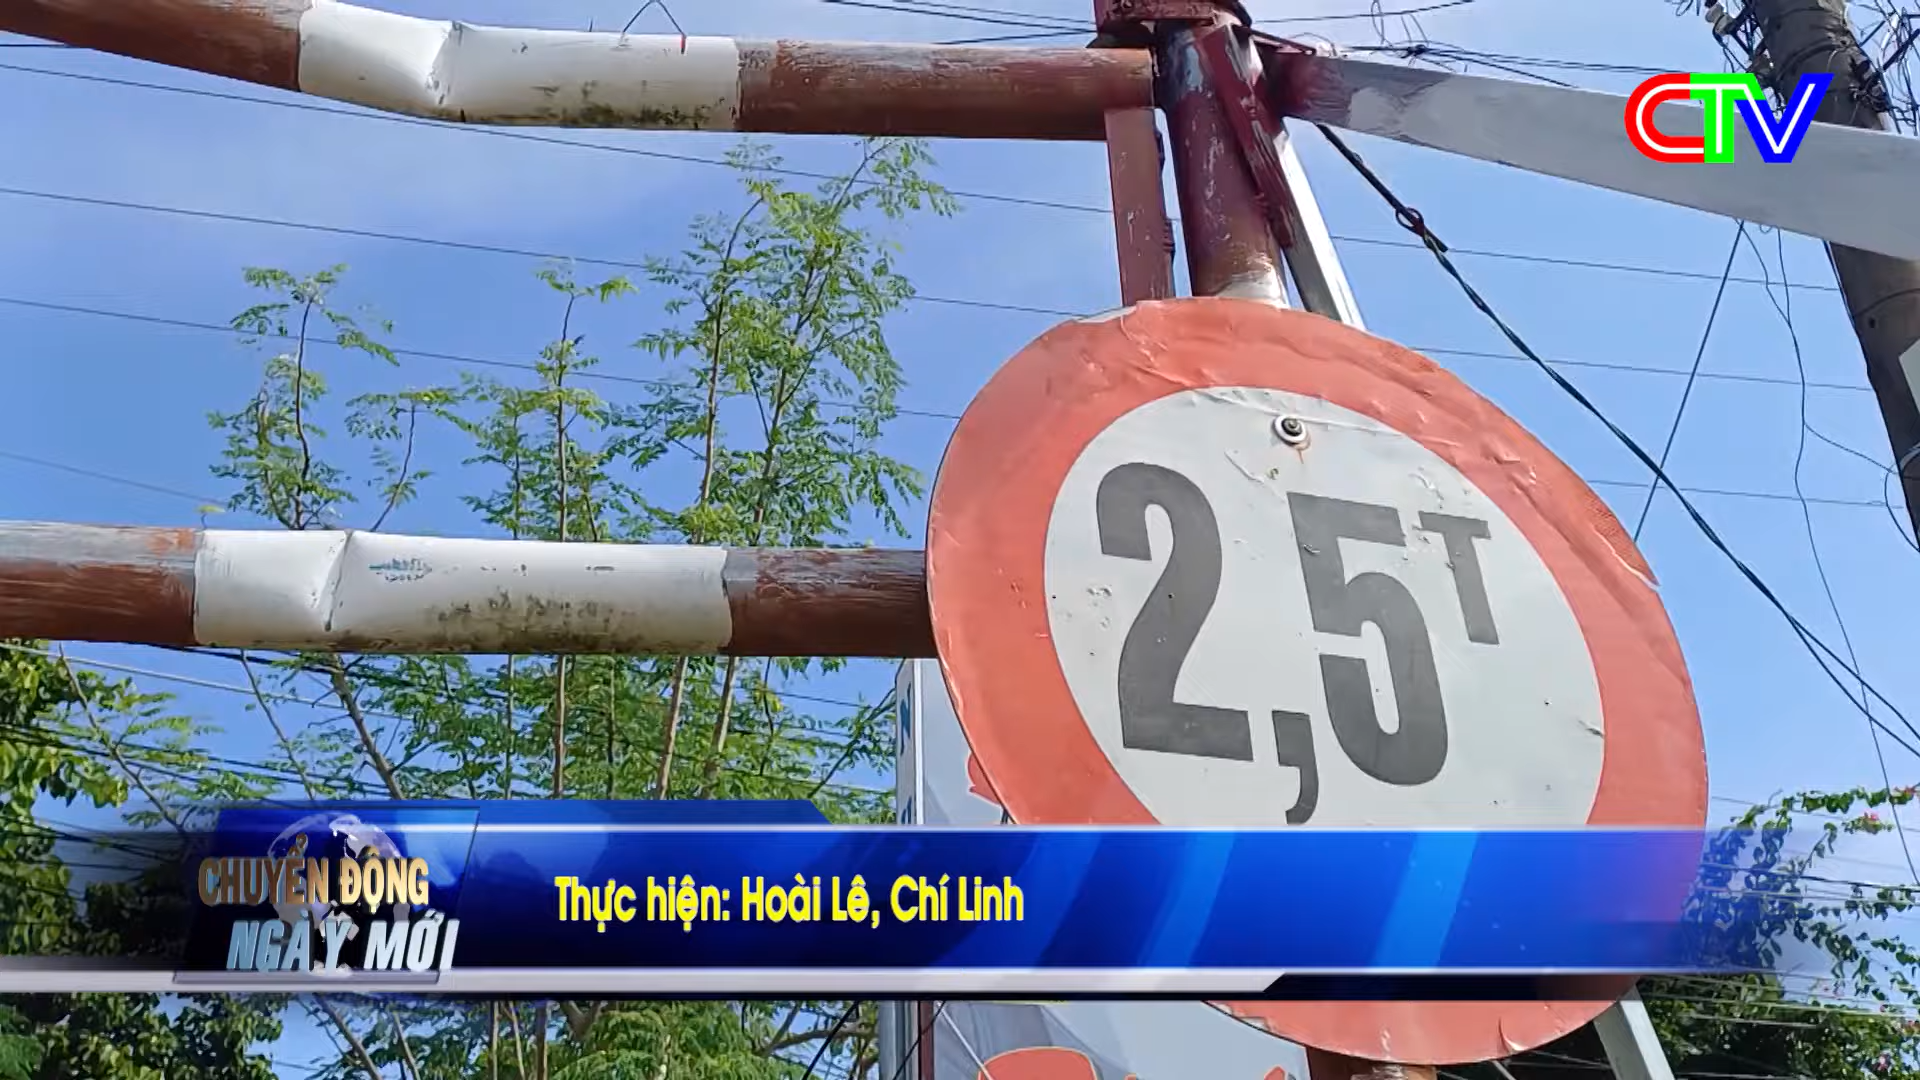 CTV
2,5T
CHUYỂN ĐỘNG
NGÀY MỚI
Thực hiện: Hoài Lê, Chí Linh